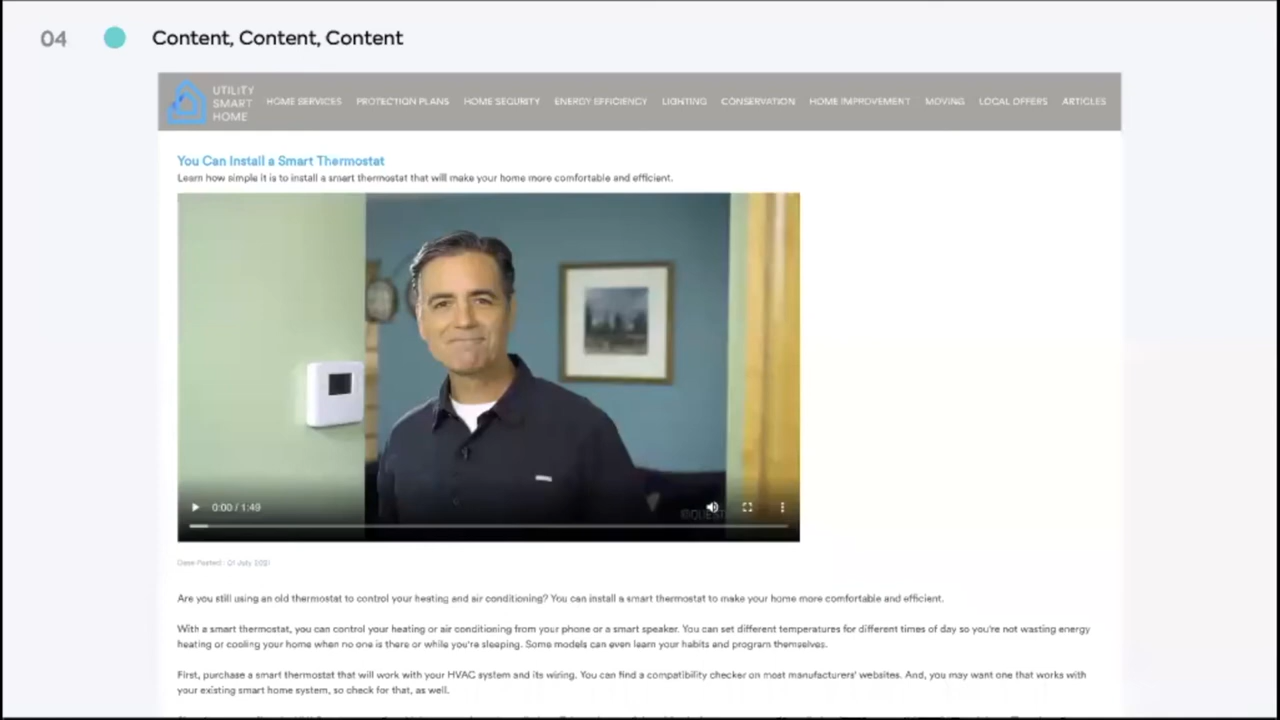 04
Content, Content, Content
UTILITY
SMART
HOME
HOME SERVICES PROTECTION PLANS HOME SECURITY ENERGY EFFICIENCY LIGHTING CONSERVATION HOME IMPROVEMENT MOVING LOCAL OFFERS ARTICLES
You Can Install a Smart Thermostat
Learn how simple it is to install a smart thermostat that will make your home more comfortable and efficient.
0:00 / 1:49
Date Posted : 01 July 2021
Are you still using an old thermostat to control your heating and air conditioning? You can install a smart thermostat to make your home more comfortable and efficient.
With a smart thermostat, you can control your heating or air conditioning from your phone or a smart speaker. You can set different temperatures for different times of day so you're not wasting energy
heating or cooling your home when no one is there or while you're sleeping. Some models can even learn your habits and program themselves.
First, purchase a smart thermostat that will work with your HVAC system and its wiring. You can find a compatibility checker on most manufacturers' websites. And, you may want one that works with
your existing smart home system, so check for that, as well.